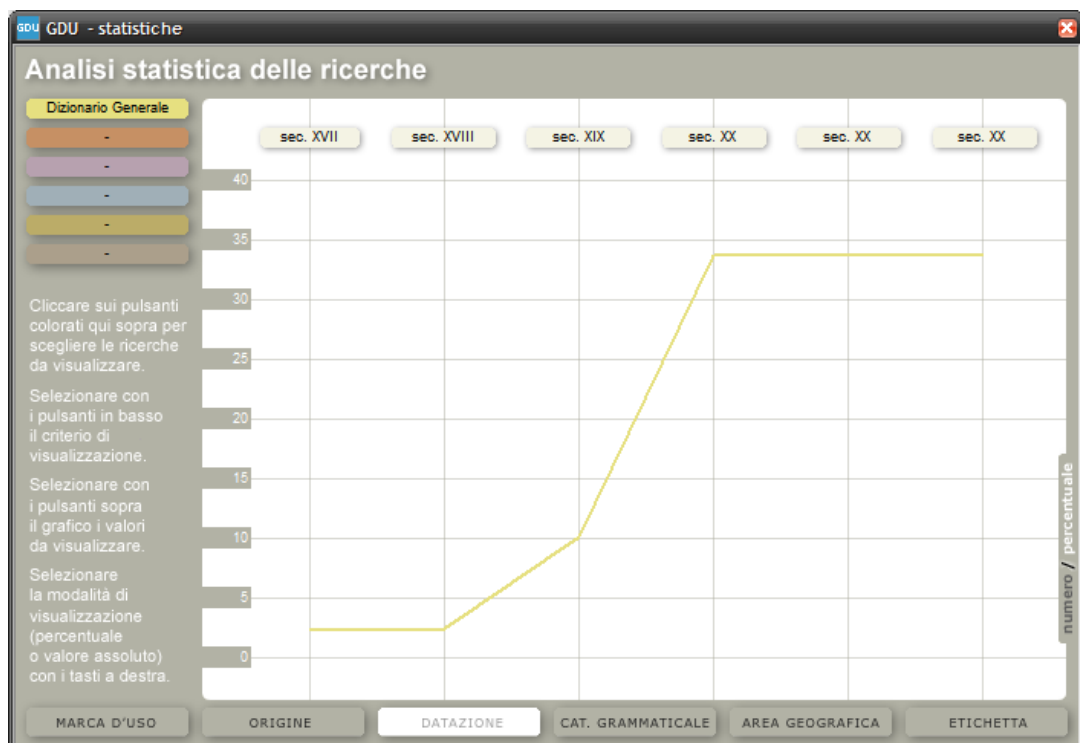 GDU GDU - statistiche
Analisi statistica delle ricerche
Dizionario Generale
-
-
-
-
-
Cliccare sui pulsanti
colorati qui sopra per
scegliere le ricerche
da visualizzare.
Selezionare con
i pulsanti in basso
il criterio di
visualizzazione.
Selezionare con
i pulsanti sopra
il grafico i valori
da visualizzare.
Selezionare
la modalità di
visualizzazione
(percentuale
o valore assoluto)
con i tasti a destra.
sec. XVII sec. XVIII sec. XIX sec. XX sec. XX sec. XX
40
35
30
25
20
15
10
5
0
numero / percentuale
MARCA D'USO ORIGINE DATAZIONE CAT. GRAMMATICALE AREA GEOGRAFICA ETICHETTA